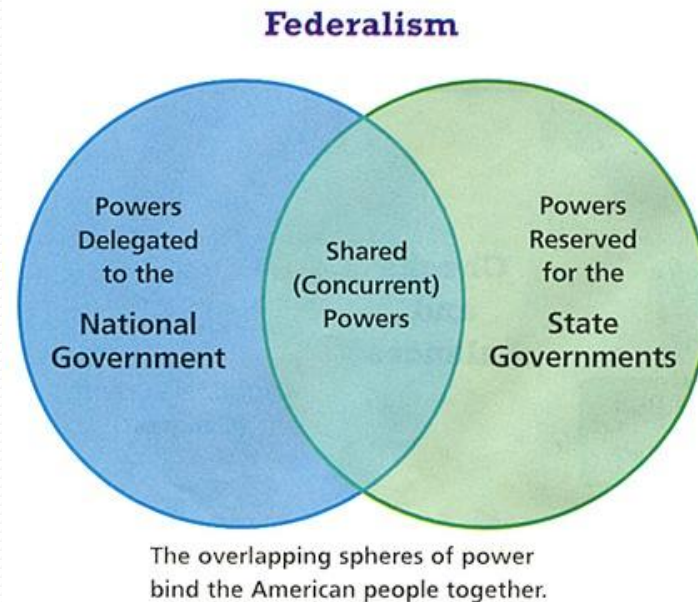 Federalism
Powers
Delegated
to the
National
Government
Shared
(Concurrent)
Powers
Powers
Reserved
for the
State
Governments
The overlapping spheres of power
bind the American people together.